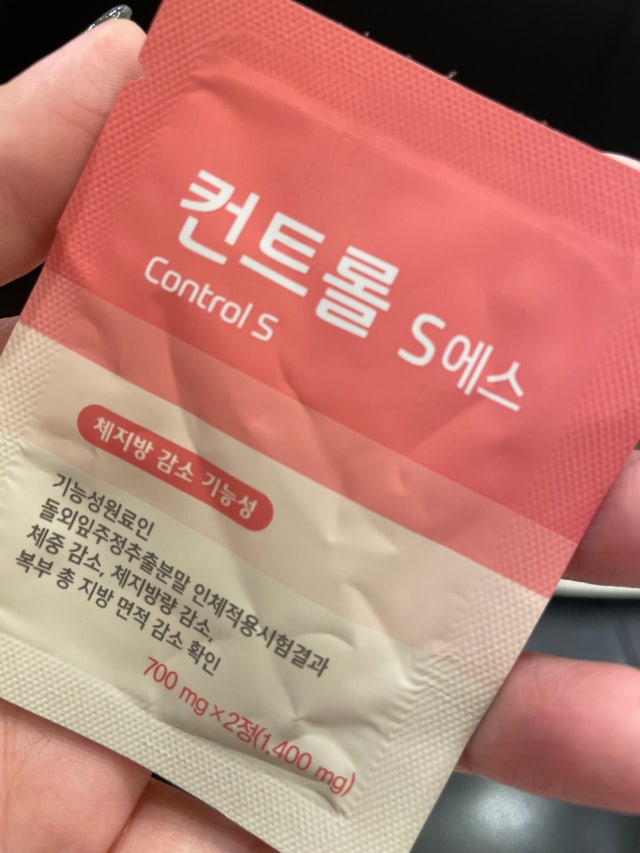 컨트롤 S에스
Control S
체지방 감소 기능성
기능성원료인
돌외잎주정추출분말 인체적용시험결과
체중 감소, 체지방량 감소,
복부 총 지방 면적 감소 확인
700 mg × 2정(1,400 mg)